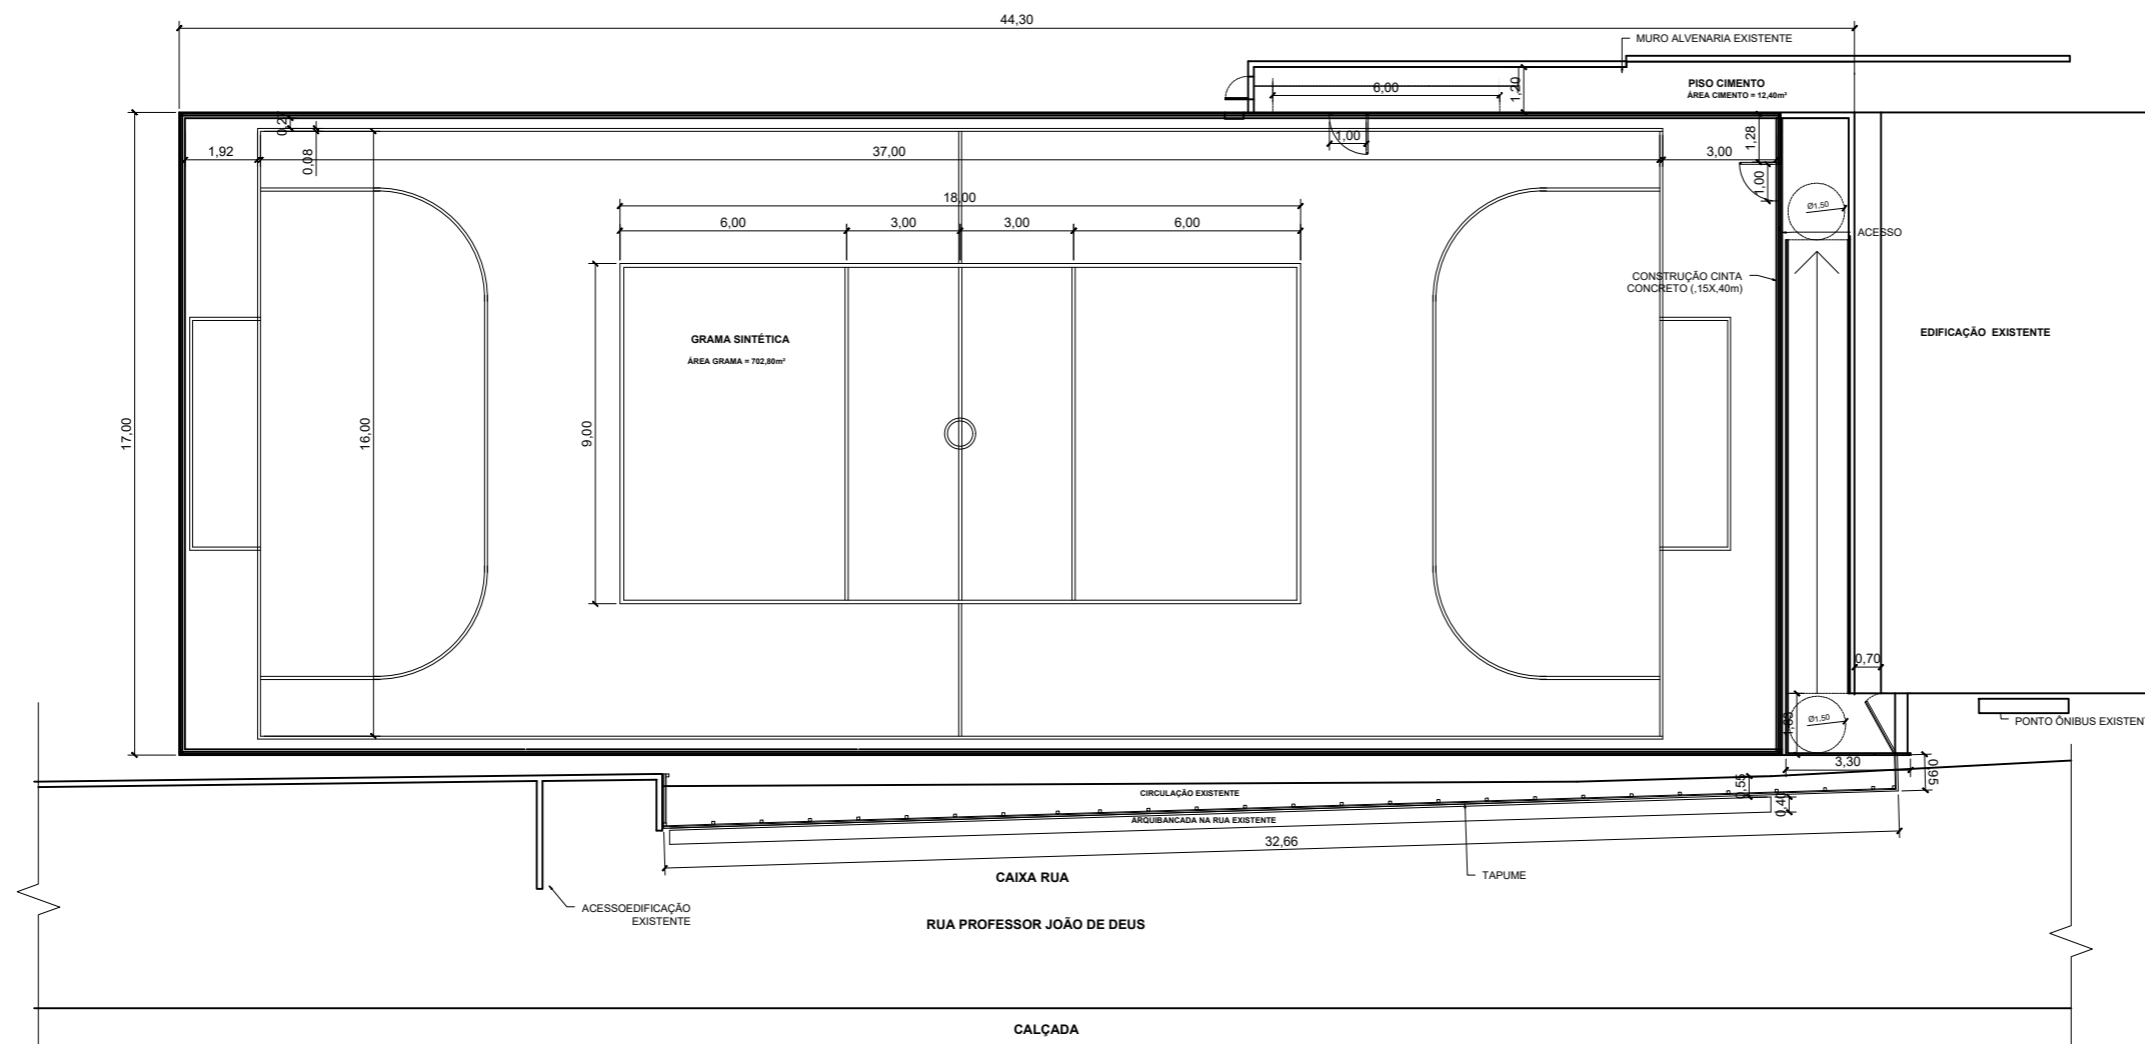 44,30
MURO ALVENARIA EXISTENTE
PISO CIMENTO
ÁREA CIMENTO = 12,40m²
6,00
1,20
0,2
0,08
1,92
37,00
1,00
1,28
3,00
1,00
18,00
6,00
3,00
3,00
6,00
Ø1,50
ACESSO
CONSTRUÇÃO CINTA
CONCRETO (,15X,40m)
EDIFICAÇÃO EXISTENTE
GRAMA SINTÉTICA
ÁREA GRAMA = 702,80m²
17,00
16,00
9,00
0,70
Ø1,50
PONTO ÔNIBUS EXISTENT
3,30
0,95
0,55
0,40
CIRCULAÇÃO EXISTENTE
ARQUIBANCADA NA RUA EXISTENTE
32,66
CAIXA RUA
TAPUME
ACESSOEDIFICAÇÃO
EXISTENTE
RUA PROFESSOR JOÃO DE DEUS
CALÇADA